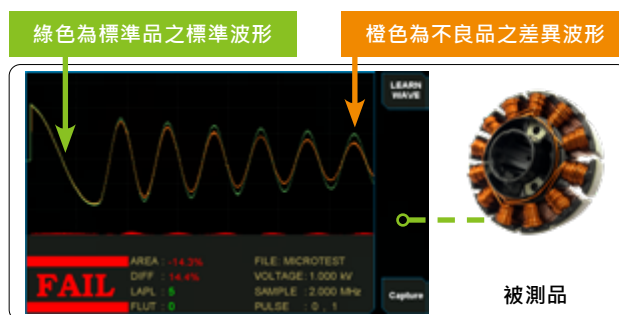 綠色為標準品之標準波形
橙色為不良品之差異波形
LEARN
WAVE
FAIL
AREA : -14.3%
DIFF : 14.4%
LAPL : 5
FLUT : 0
FILE: MICROTEST
VOLTAGE: 1.000 kV
SAMPLE : 2.000 MHz
PULSE : 0 , 1
Capture
被測品